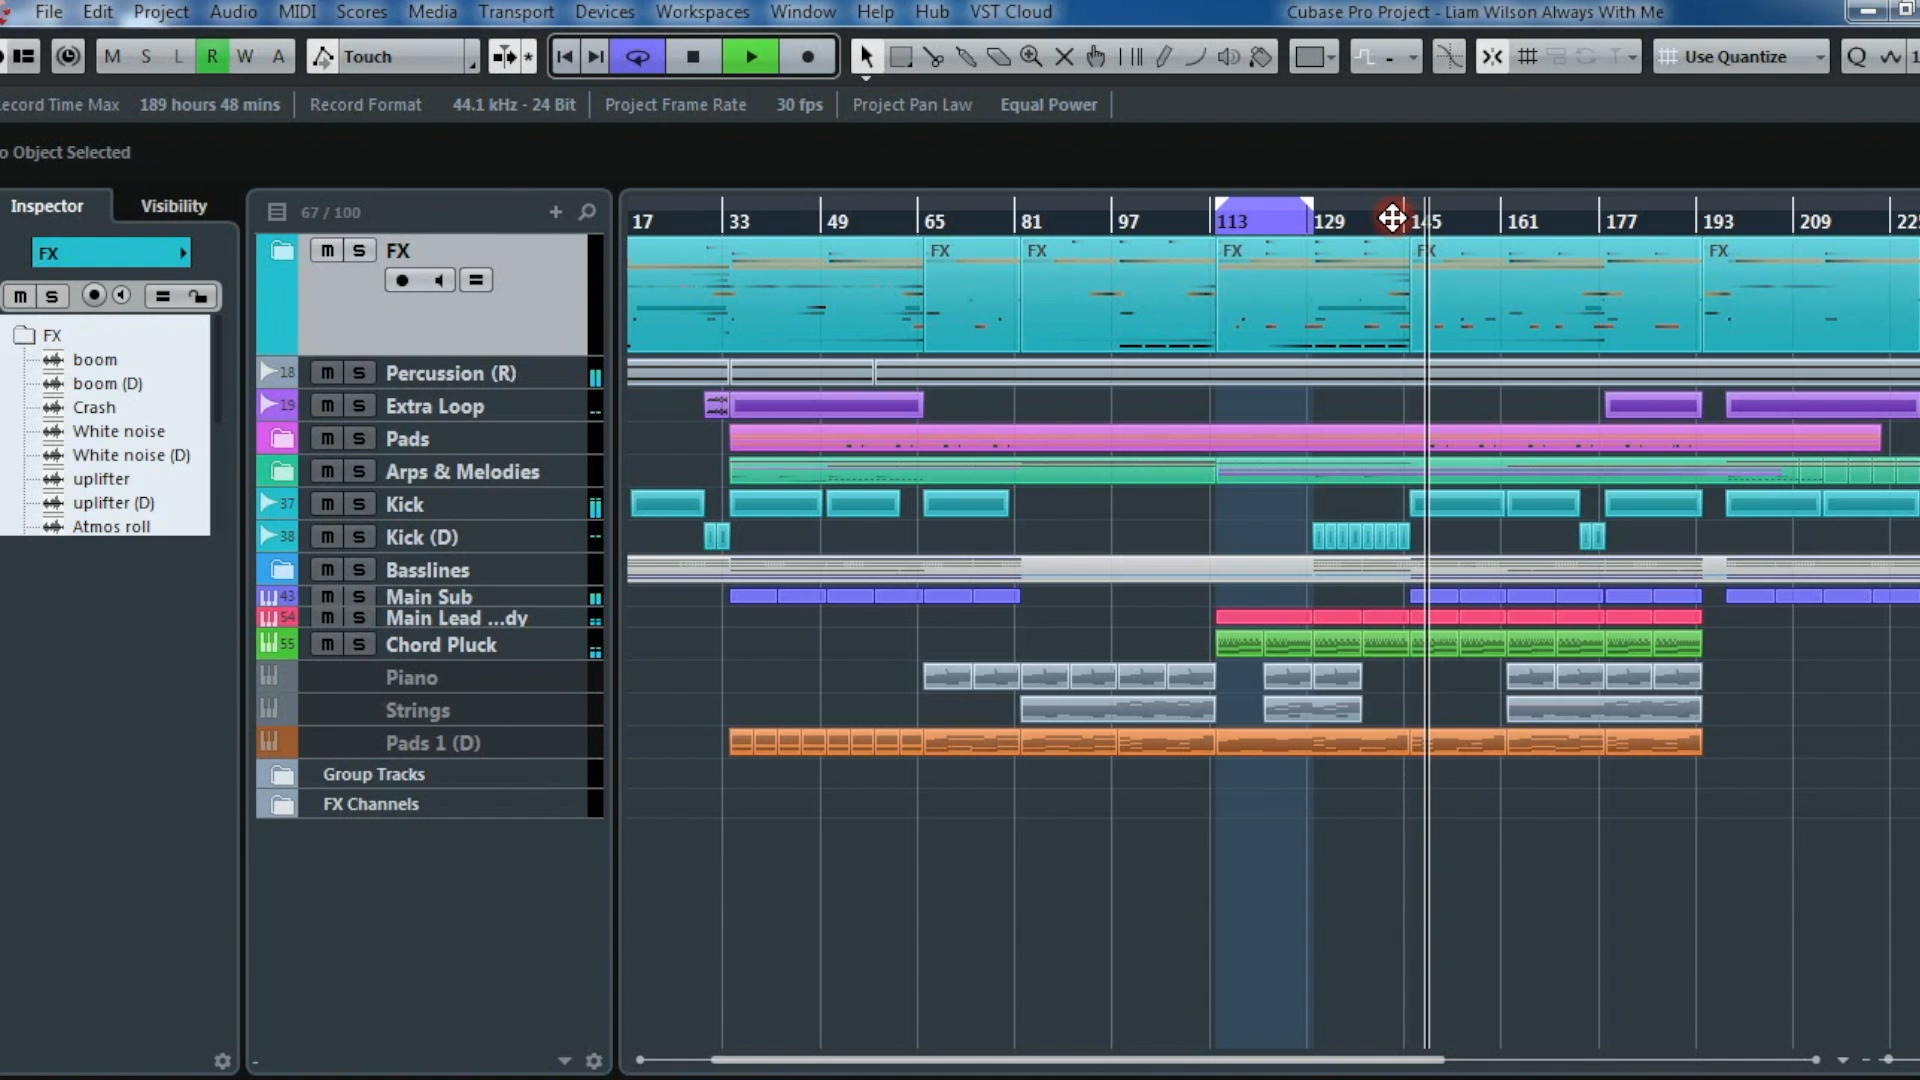 File Edit Project Audio MIDI Scores Media Transport Devices Workspaces Window Help Hub VST Cloud Cubase Pro Project - Liam Wilson Always With Me
M S L R W A Touch Use Quantize Q
ecord Time Max 189 hours 48 mins Record Format 44.1 kHz - 24 Bit Project Frame Rate 30 fps Project Pan Law Equal Power
o Object Selected
Inspector Visibility 67 / 100
17 33 49 65 81 97 113 129 145 161 177 193 209 225
FX m S FX FX FX FX FX FX
m S
FX
boom
boom (D)
Crash
White noise
White noise (D)
uplifter
uplifter (D)
Atmos roll
18 m S Percussion (R)
19 m S Extra Loop
m S Pads
m S Arps & Melodies
37 m S Kick
38 m S Kick (D)
m S Basslines
43 m S Main Sub
54 m S Main Lead ...dy
55 m S Chord Pluck
Piano
Strings
Pads 1 (D)
Group Tracks
FX Channels